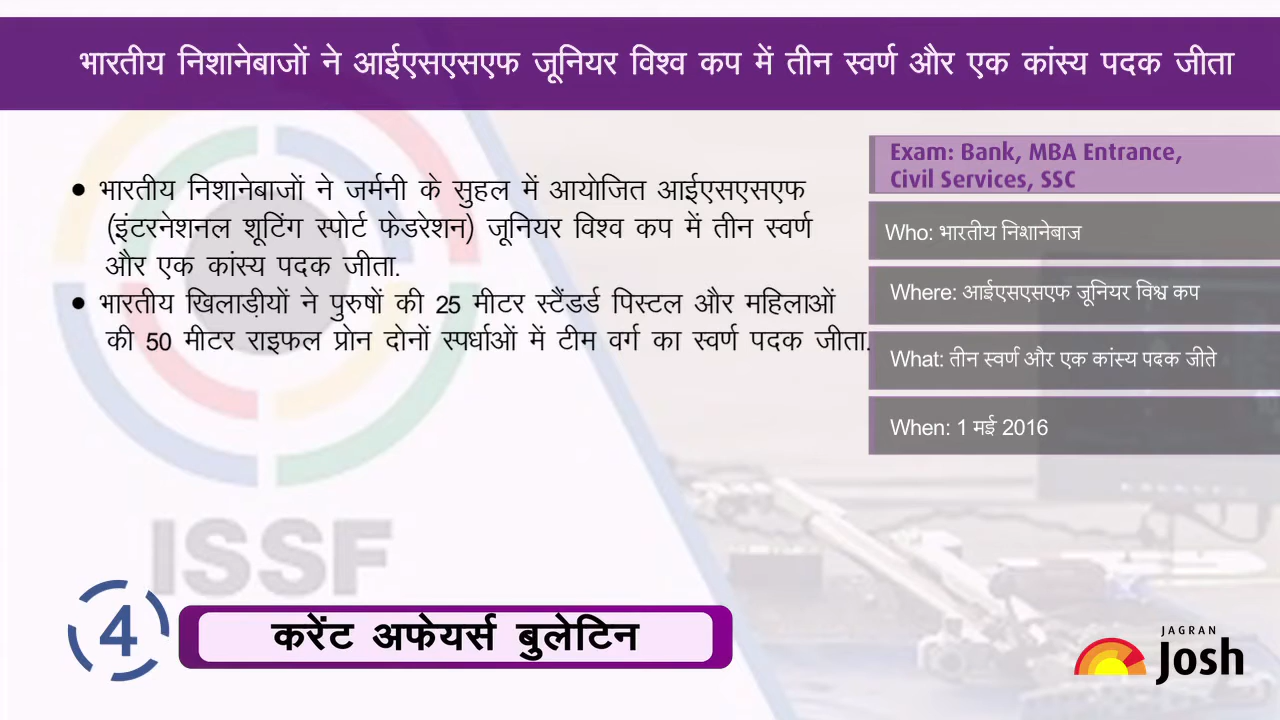 भारतीय निशानेबाजों ने आईएसएसएफ जूनियर विश्व कप में तीन स्वर्ण और एक कांस्य पदक जीता
• भारतीय निशानेबाजों ने जर्मनी के सुहल में आयोजित आईएसएसएफ
(इंटरनेशनल शूटिंग स्पोर्ट फेडरेशन) जूनियर विश्व कप में तीन स्वर्ण
और एक कांस्य पदक जीता.
• भारतीय खिलाड़ीयों ने पुरुषों की 25 मीटर स्टैंडर्ड पिस्टल और महिलाओं
की 50 मीटर राइफल प्रोन दोनों स्पर्धाओं में टीम वर्ग का स्वर्ण पदक जीता.
Exam: Bank, MBA Entrance,
Civil Services, SSC
Who: भारतीय निशानेबाज
Where: आईएसएसएफ जूनियर विश्व कप
What: तीन स्वर्ण और एक कांस्य पदक जीते
When: 1 मई 2016
ISSF
4
करेंट अफेयर्स बुलेटिन
JAGRAN
Josh